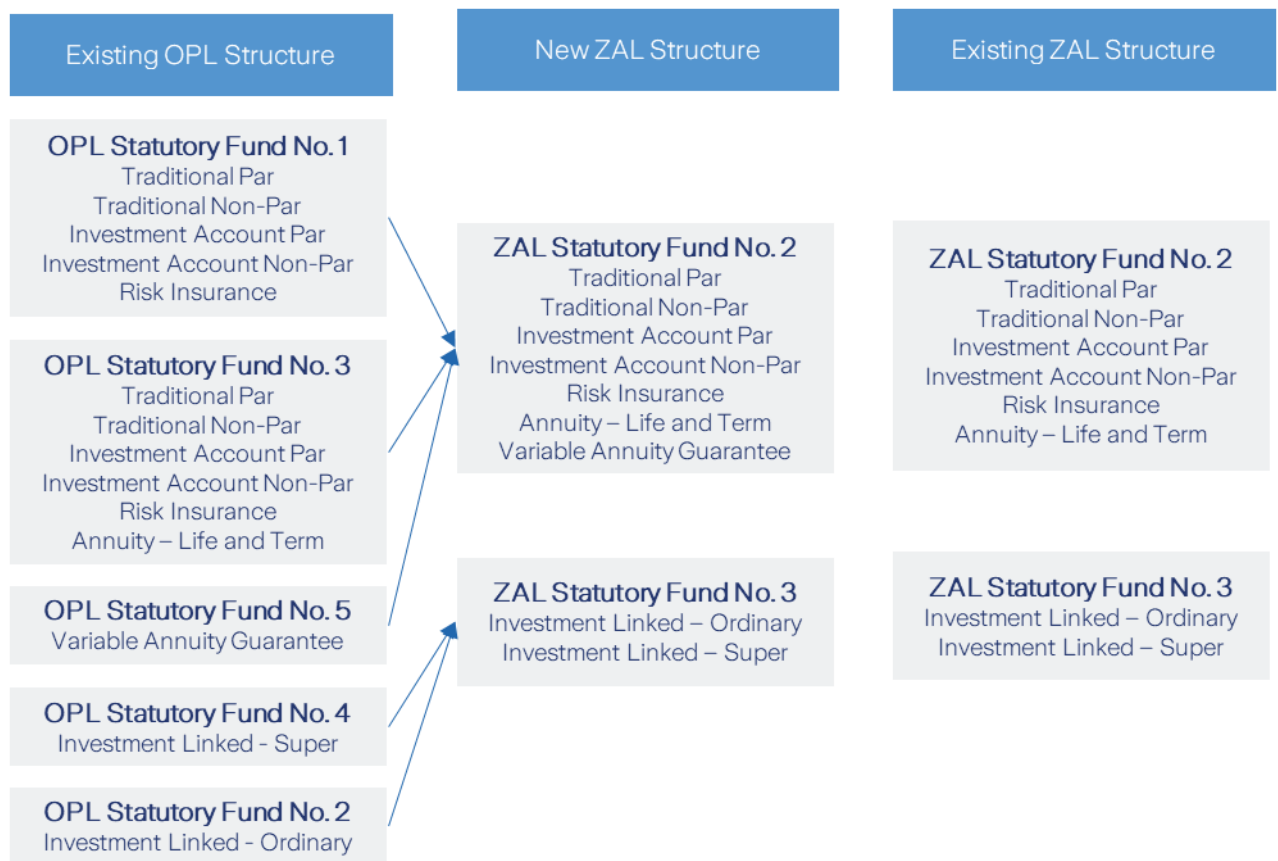 Existing OPL Structure
OPL Statutory Fund No. 1
Traditional Par
Traditional Non-Par
Investment Account Par
Investment Account Non-Par
Risk Insurance
OPL Statutory Fund No. 3
Traditional Par
Traditional Non-Par
Investment Account Par
Investment Account Non-Par
Risk Insurance
Annuity – Life and Term
OPL Statutory Fund No. 5
Variable Annuity Guarantee
OPL Statutory Fund No. 4
Investment Linked - Super
OPL Statutory Fund No. 2
Investment Linked - Ordinary
New ZAL Structure
ZAL Statutory Fund No. 2
Traditional Par
Traditional Non-Par
Investment Account Par
Investment Account Non-Par
Risk Insurance
Annuity – Life and Term
Variable Annuity Guarantee
ZAL Statutory Fund No. 3
Investment Linked – Ordinary
Investment Linked – Super
Existing ZAL Structure
ZAL Statutory Fund No. 2
Traditional Par
Traditional Non-Par
Investment Account Par
Investment Account Non-Par
Risk Insurance
Annuity – Life and Term
ZAL Statutory Fund No. 3
Investment Linked – Ordinary
Investment Linked – Super